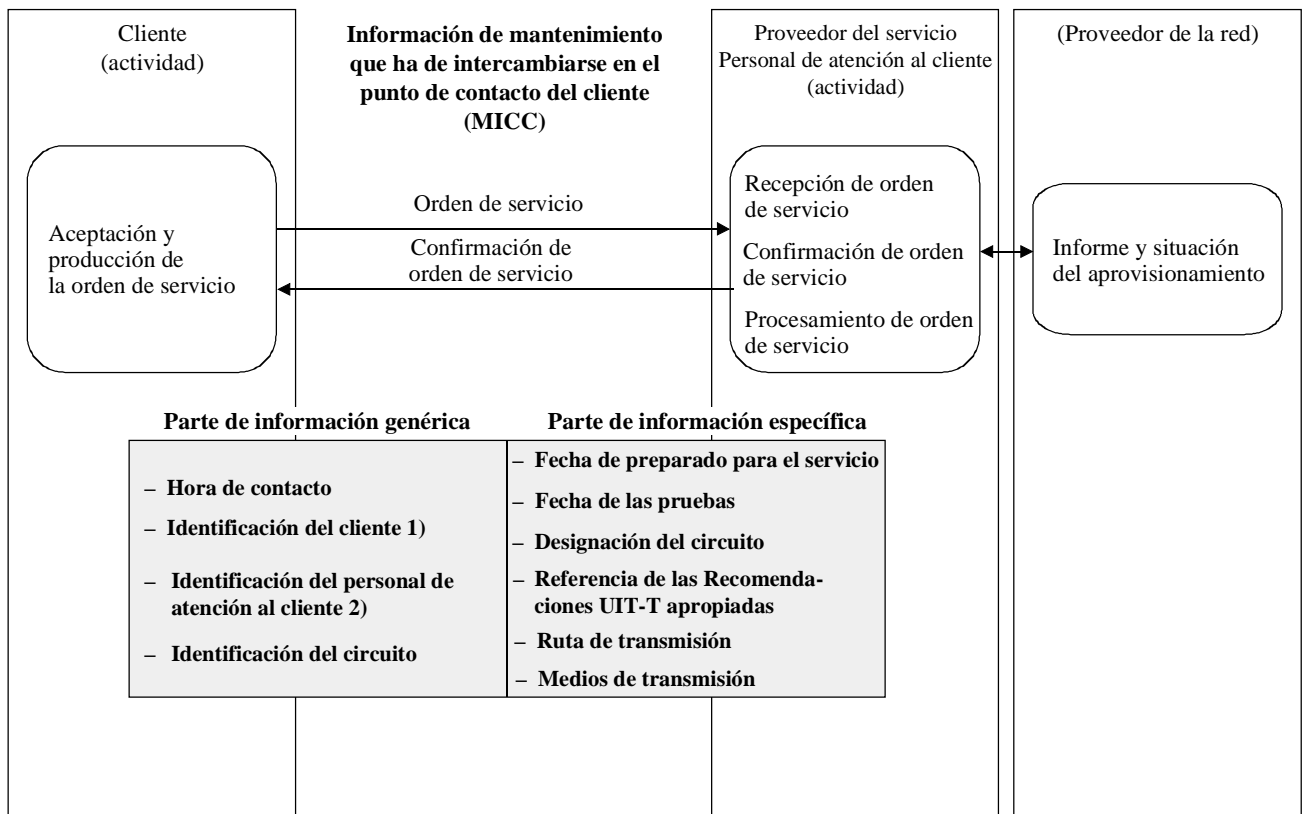 Cliente
(actividad)
Información de mantenimiento
que ha de intercambiarse en el
punto de contacto del cliente
(MICC)
Proveedor del servicio
Personal de atención al cliente
(actividad)
(Proveedor de la red)
Aceptación y
producción de
la orden de servicio
Orden de servicio
Confirmación de
orden de servicio
Recepción de orden
de servicio
Confirmación de orden
de servicio
Procesamiento de orden
de servicio
Informe y situación
del aprovisionamiento
Parte de información genérica
– Hora de contacto
– Identificación del cliente 1)
– Identificación del personal de
atención al cliente 2)
– Identificación del circuito
Parte de información específica
– Fecha de preparado para el servicio
– Fecha de las pruebas
– Designación del circuito
– Referencia de las Recomenda-
ciones UIT-T apropiadas
– Ruta de transmisión
– Medios de transmisión